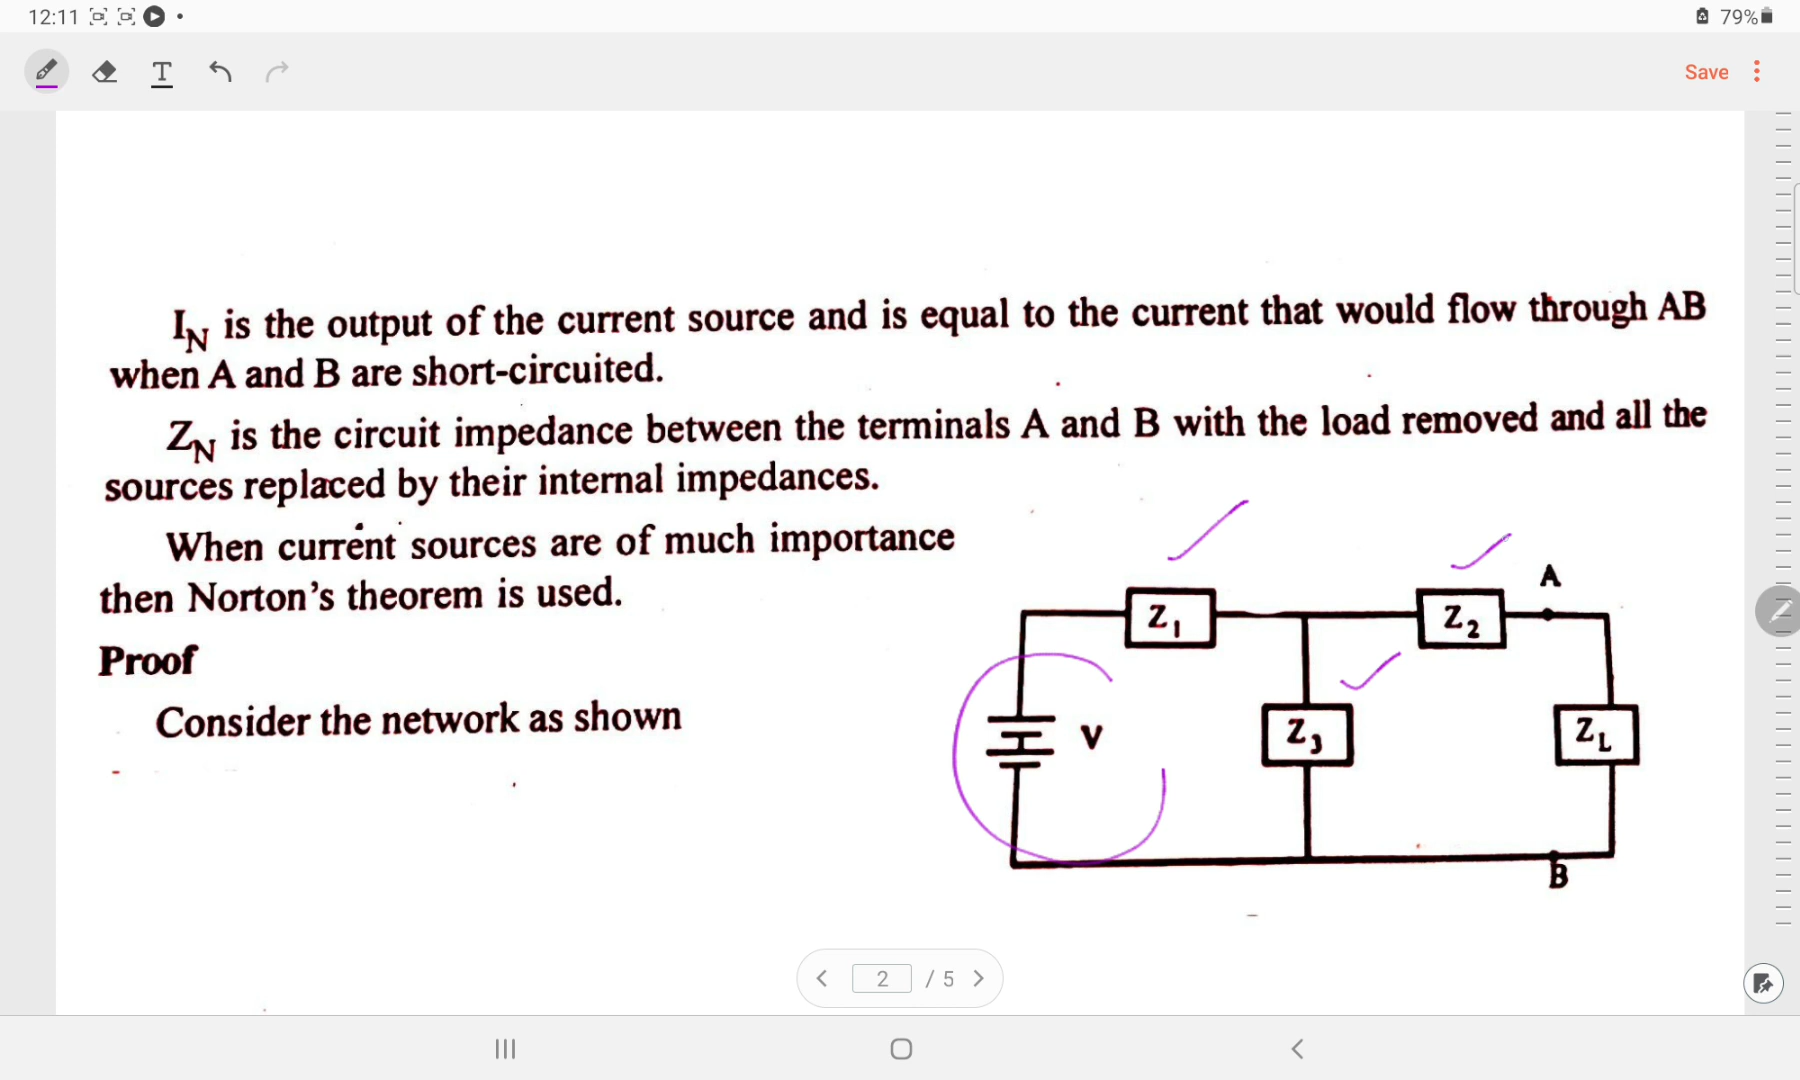 12:11
79%
Save
I_N is the output of the current source and is equal to the current that would flow through AB
when A and B are short-circuited.
Z_N is the circuit impedance between the terminals A and B with the load removed and all the
sources replaced by their internal impedances.
When current sources are of much importance
then Norton's theorem is used.
Proof
Consider the network as shown
Z1
Z2
A
V
Z3
ZL
B
2 / 5